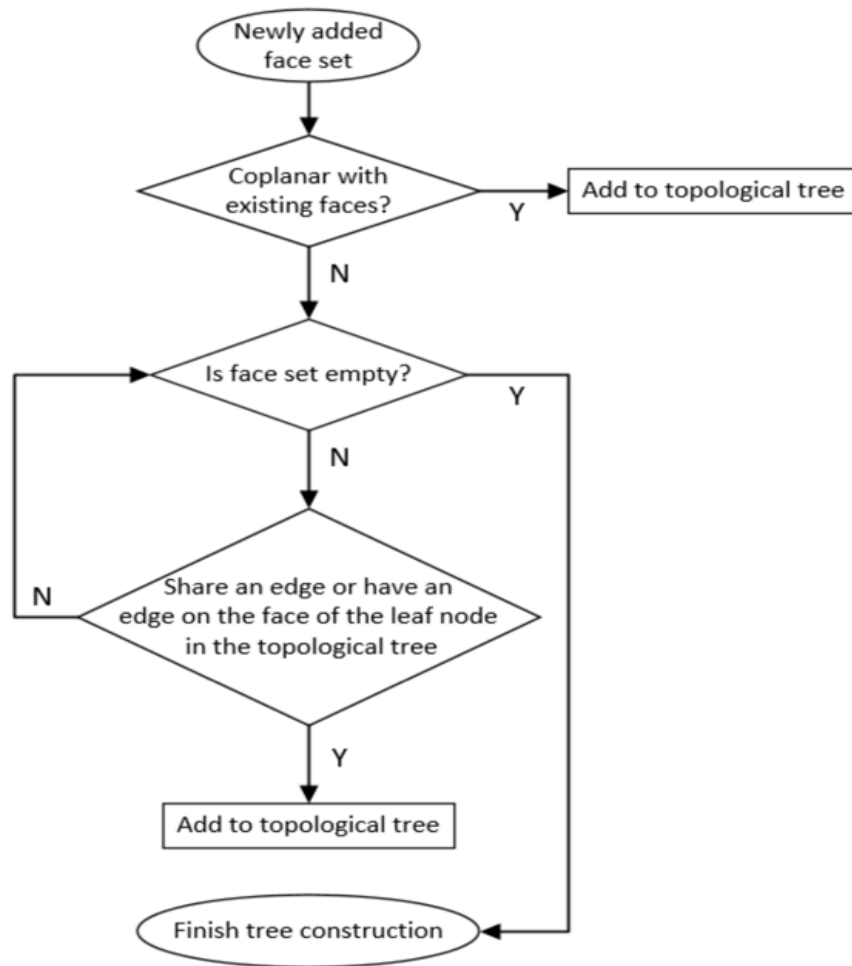 Newly added
face set
Coplanar with
existing faces?
Y
Add to topological tree
N
Is face set empty?
Y
N
Share an edge or have an
edge on the face of the leaf node
in the topological tree
N
Y
Add to topological tree
Finish tree construction